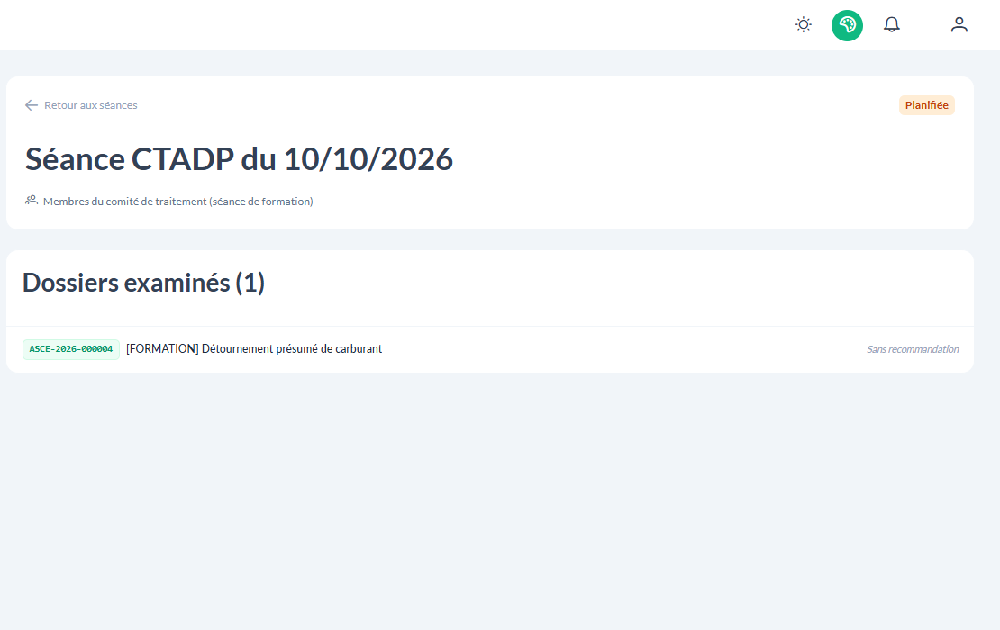 Retour aux séances
Planifiée
Séance CTADP du 10/10/2026
Membres du comité de traitement (séance de formation)
Dossiers examinés (1)
ASCE-2026-000004 [FORMATION] Détournement présumé de carburant
Sans recommandation